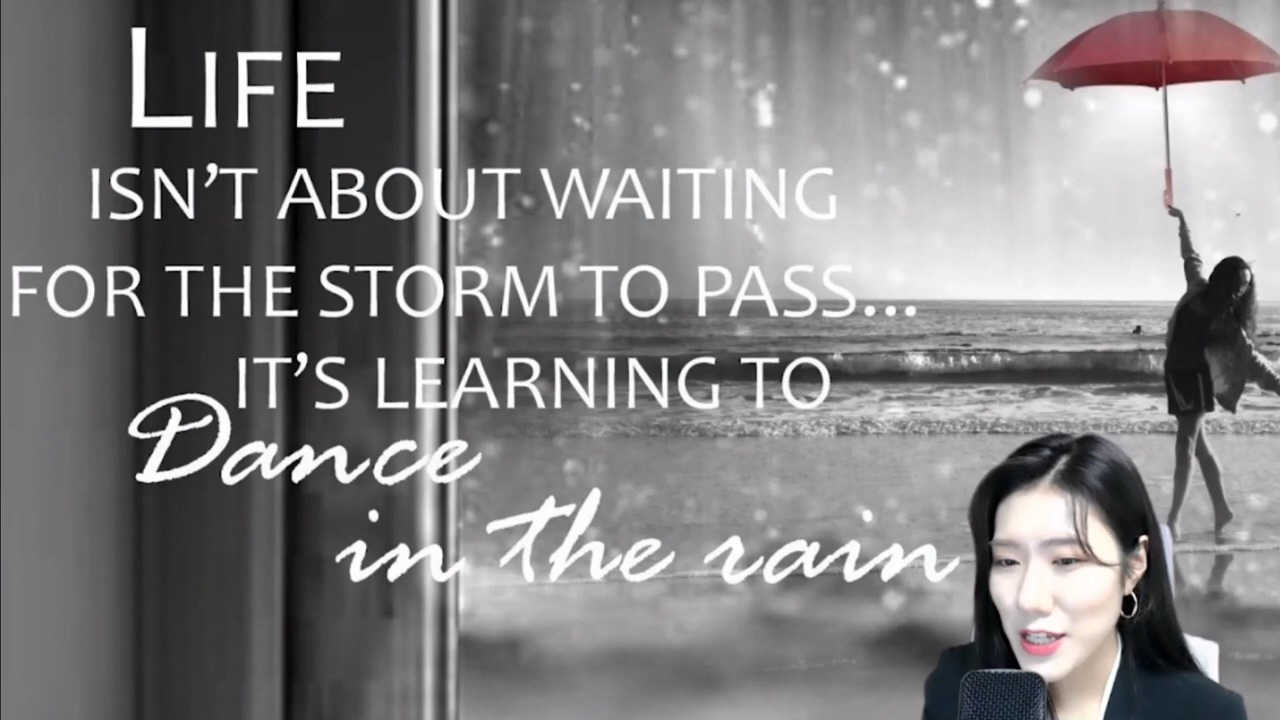 LIFE
ISN'T ABOUT WAITING
FOR THE STORM TO PASS...
IT'S LEARNING TO
Dance
in the rain